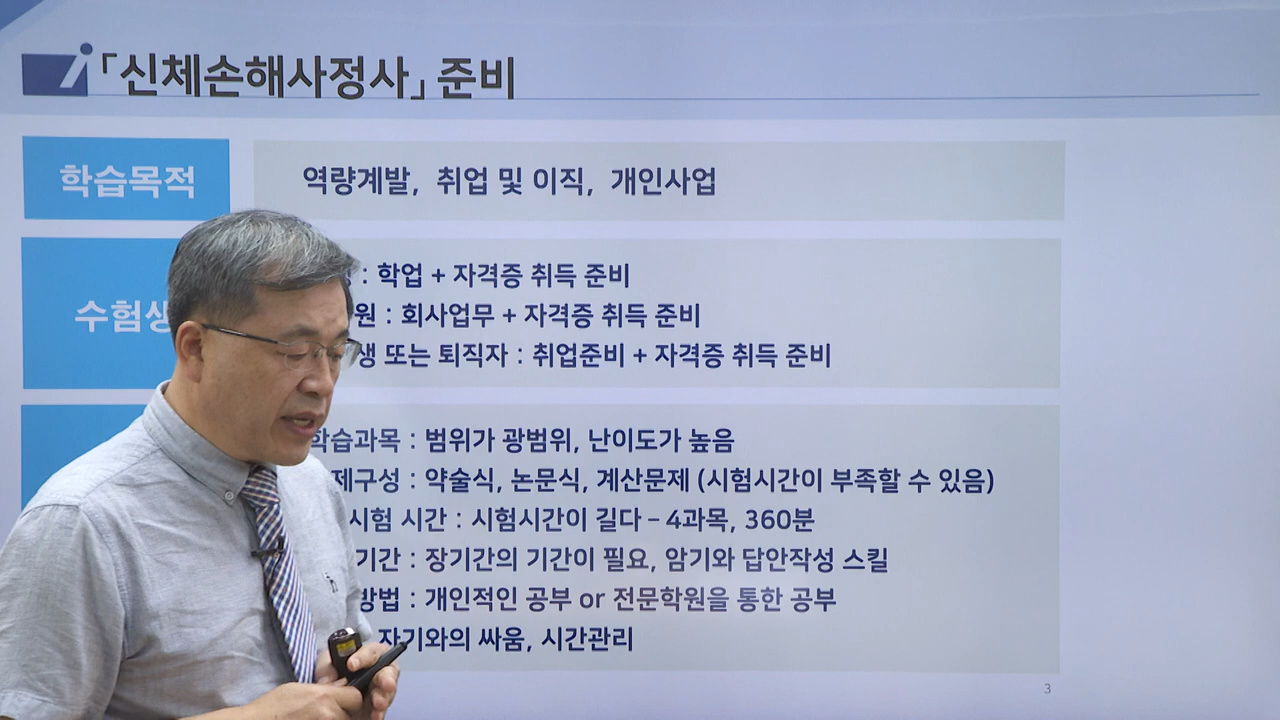 「신체손해사정사」 준비
학습목적
역량계발, 취업 및 이직, 개인사업
수험생
: 학업 + 자격증 취득 준비
원 : 회사업무 + 자격증 취득 준비
생 또는 퇴직자 : 취업준비 + 자격증 취득 준비
학습과목 : 범위가 광범위, 난이도가 높음
제구성 : 약술식, 논문식, 계산문제 (시험시간이 부족할 수 있음)
시험 시간 : 시험시간이 길다 – 4과목, 360분
기간 : 장기간의 기간이 필요, 암기와 답안작성 스킬
방법 : 개인적인 공부 or 전문학원을 통한 공부
자기와의 싸움, 시간관리
3